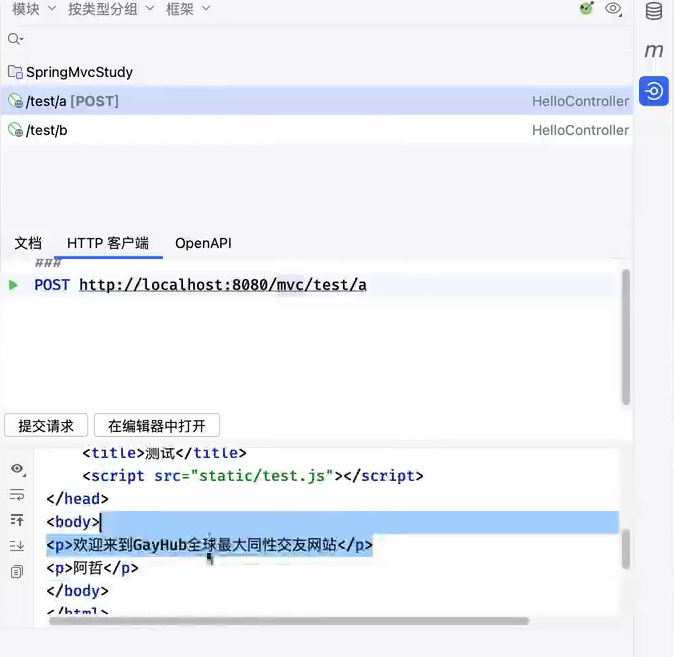 模块 按类型分组 框架
SpringMvcStudy
/test/a [POST] HelloController
/test/b HelloController
文档 HTTP 客户端 OpenAPI
###
POST http://localhost:8080/mvc/test/a
提交请求 在编辑器中打开
<title>测试</title>
<script src="static/test.js"></script>
</head>
<body>
<p>欢迎来到GayHub全球最大同性交友网站</p>
<p>阿哲</p>
</body>
</html>
m